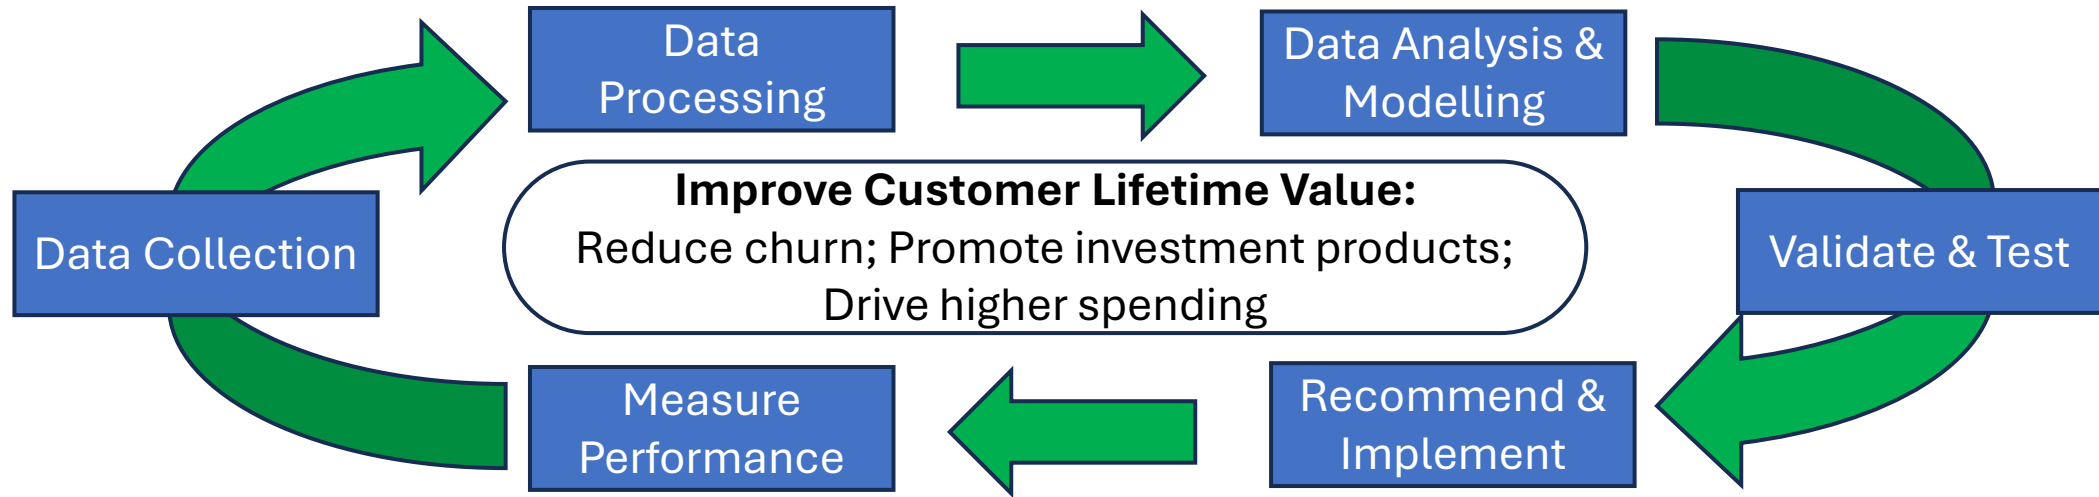 Data
Processing
Data Analysis &
Modelling
Improve Customer Lifetime Value:
Reduce churn; Promote investment products;
Drive higher spending
Data Collection
Validate & Test
Measure
Performance
Recommend &
Implement